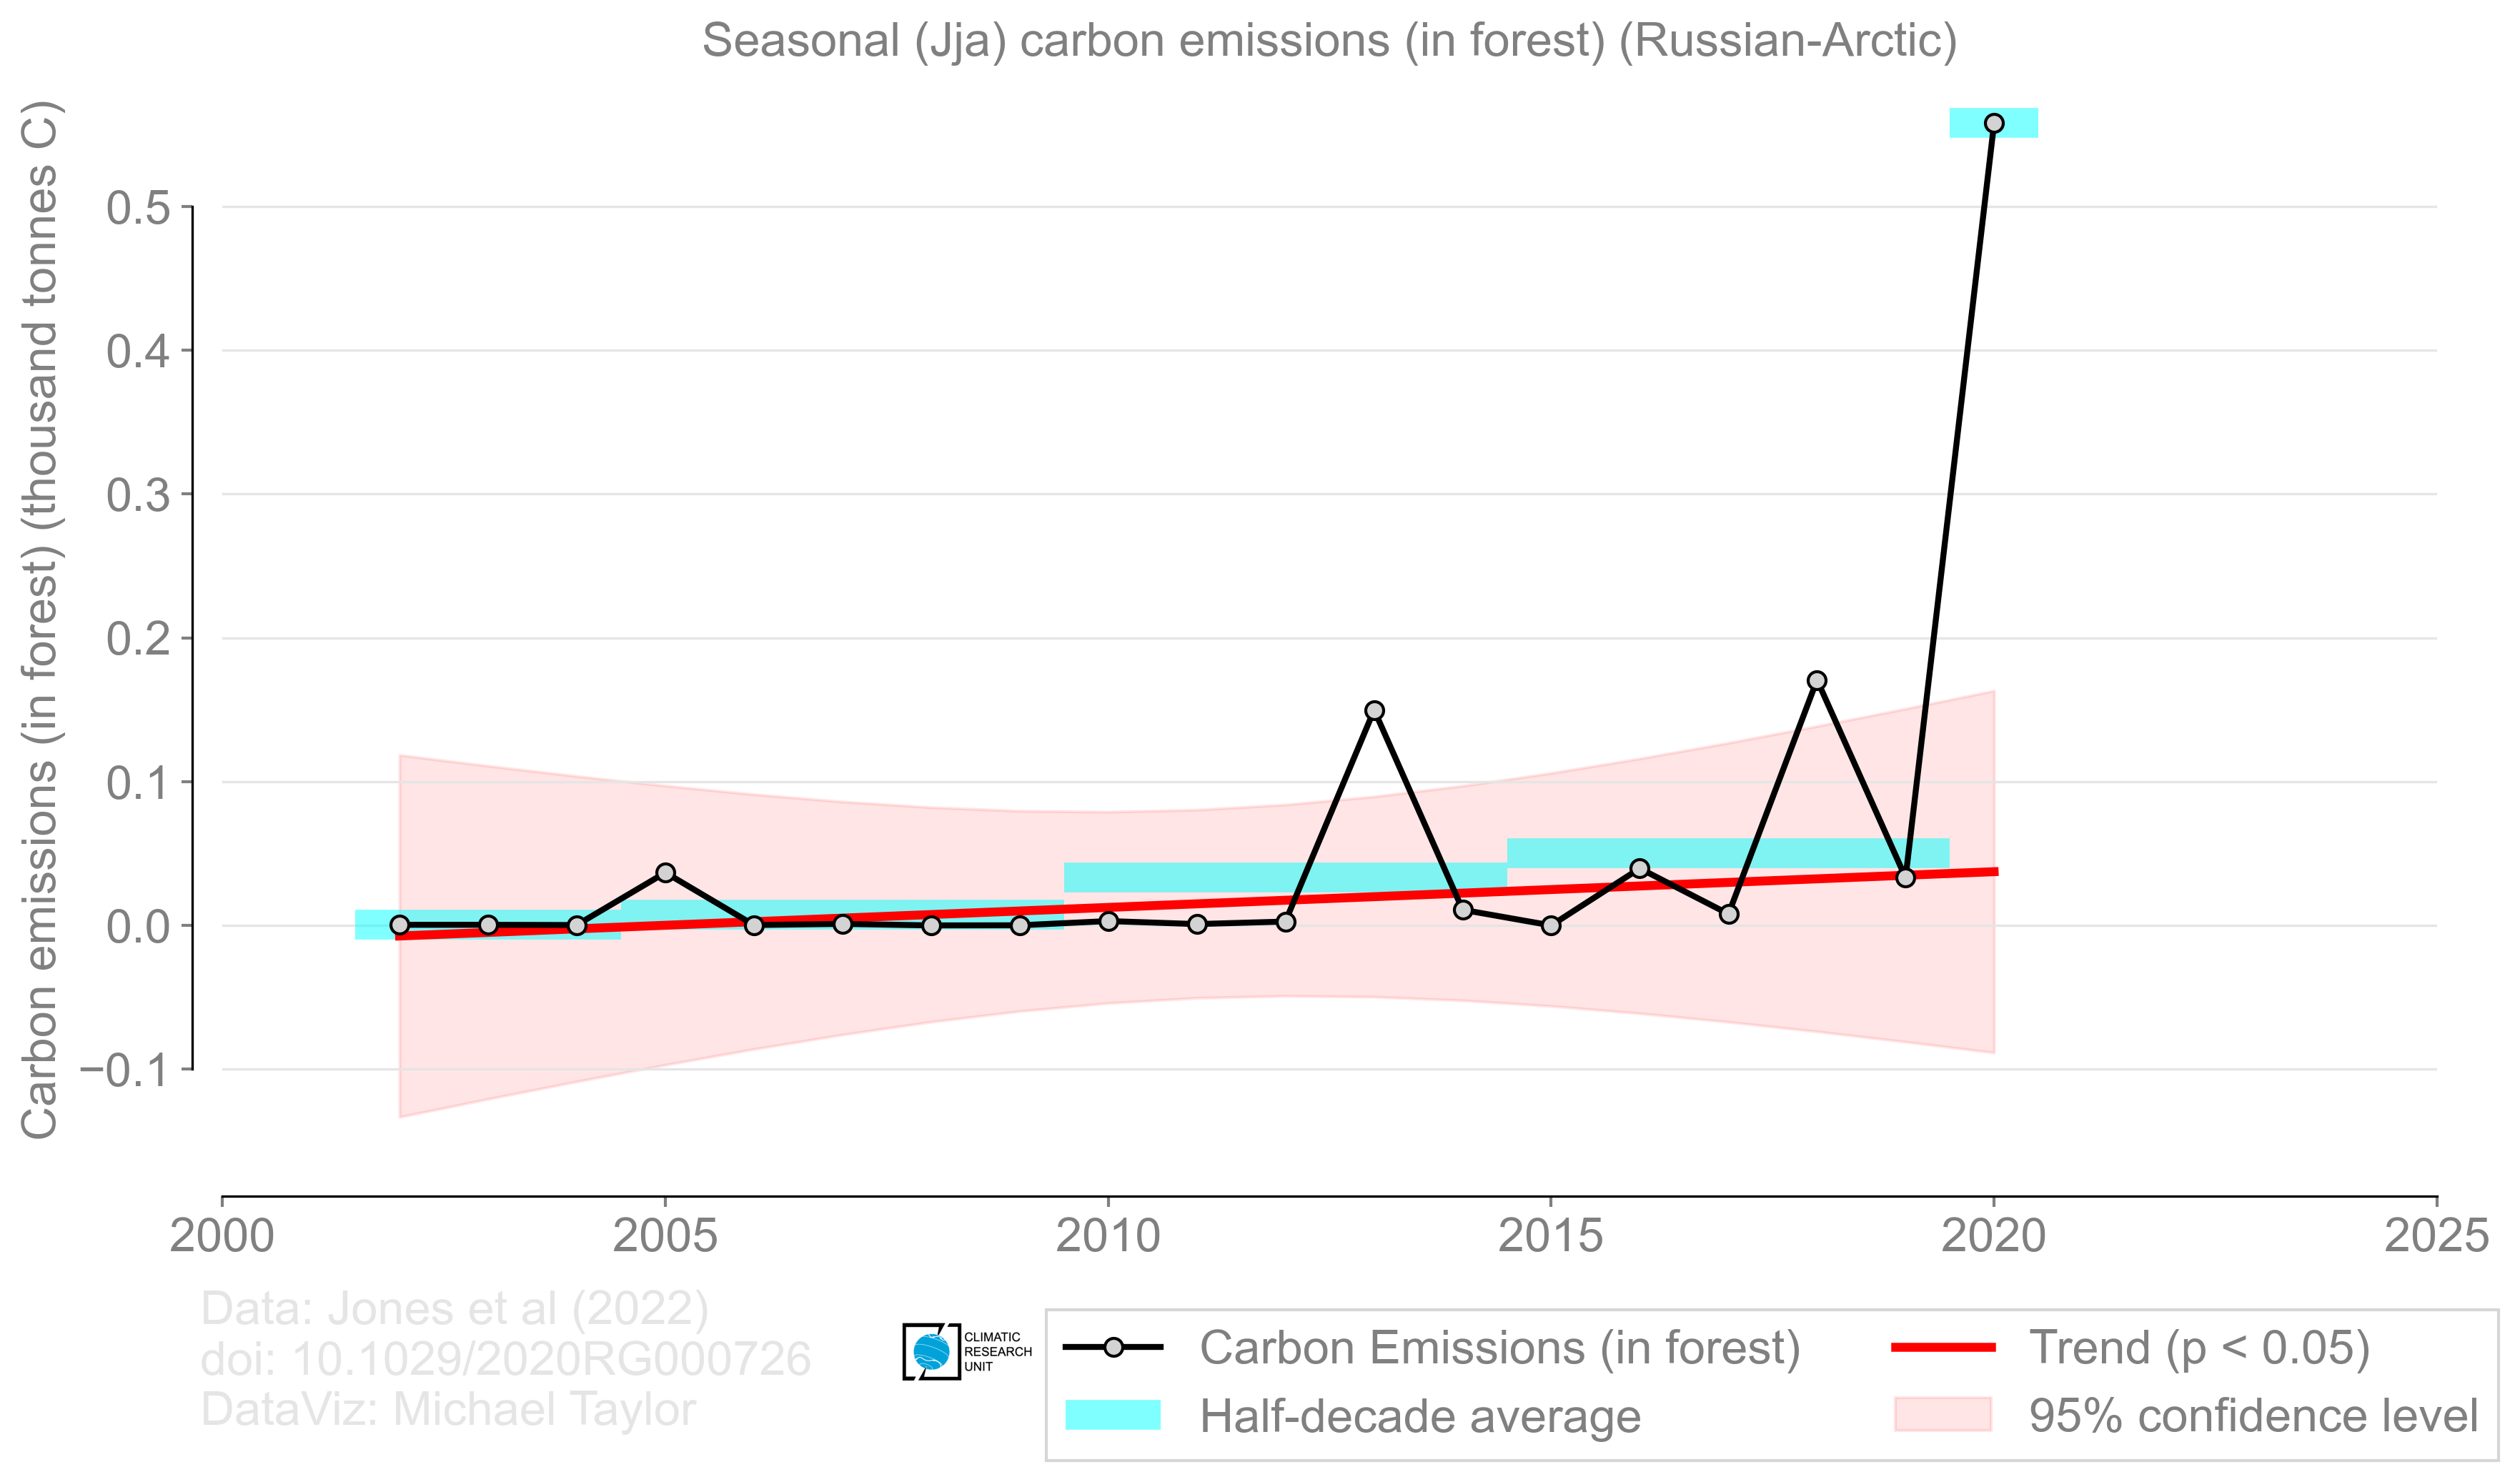 Seasonal (Jja) carbon emissions (in forest) (Russian-Arctic)
Carbon emissions (in forest) (thousand tonnes C)
0.5
0.4
0.3
0.2
0.1
0.0
−0.1
2000 2005 2010 2015 2020 2025
Data: Jones et al (2022)
doi: 10.1029/2020RG000726
DataViz: Michael Taylor
CLIMATIC
RESEARCH
UNIT
Carbon Emissions (in forest)
Half-decade average
Trend (p < 0.05)
95% confidence level